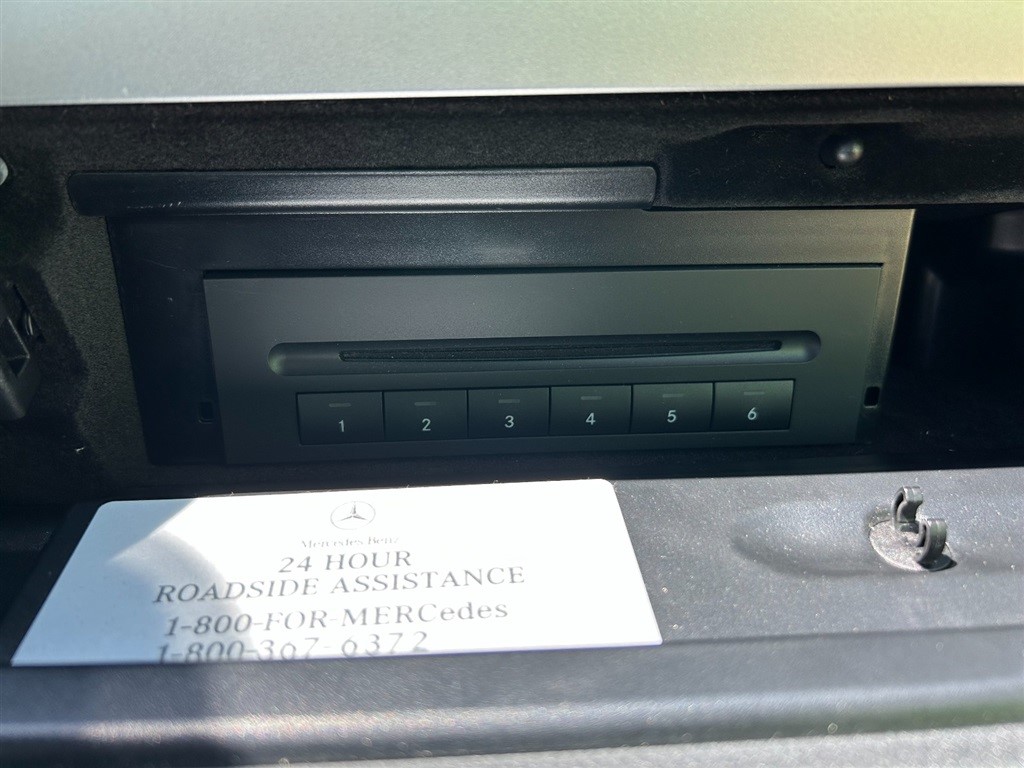 1 2 3 4 5 6
Mercedes-Benz
24 HOUR
ROADSIDE ASSISTANCE
1-800-FOR-MERCedes
1-800-367-6372